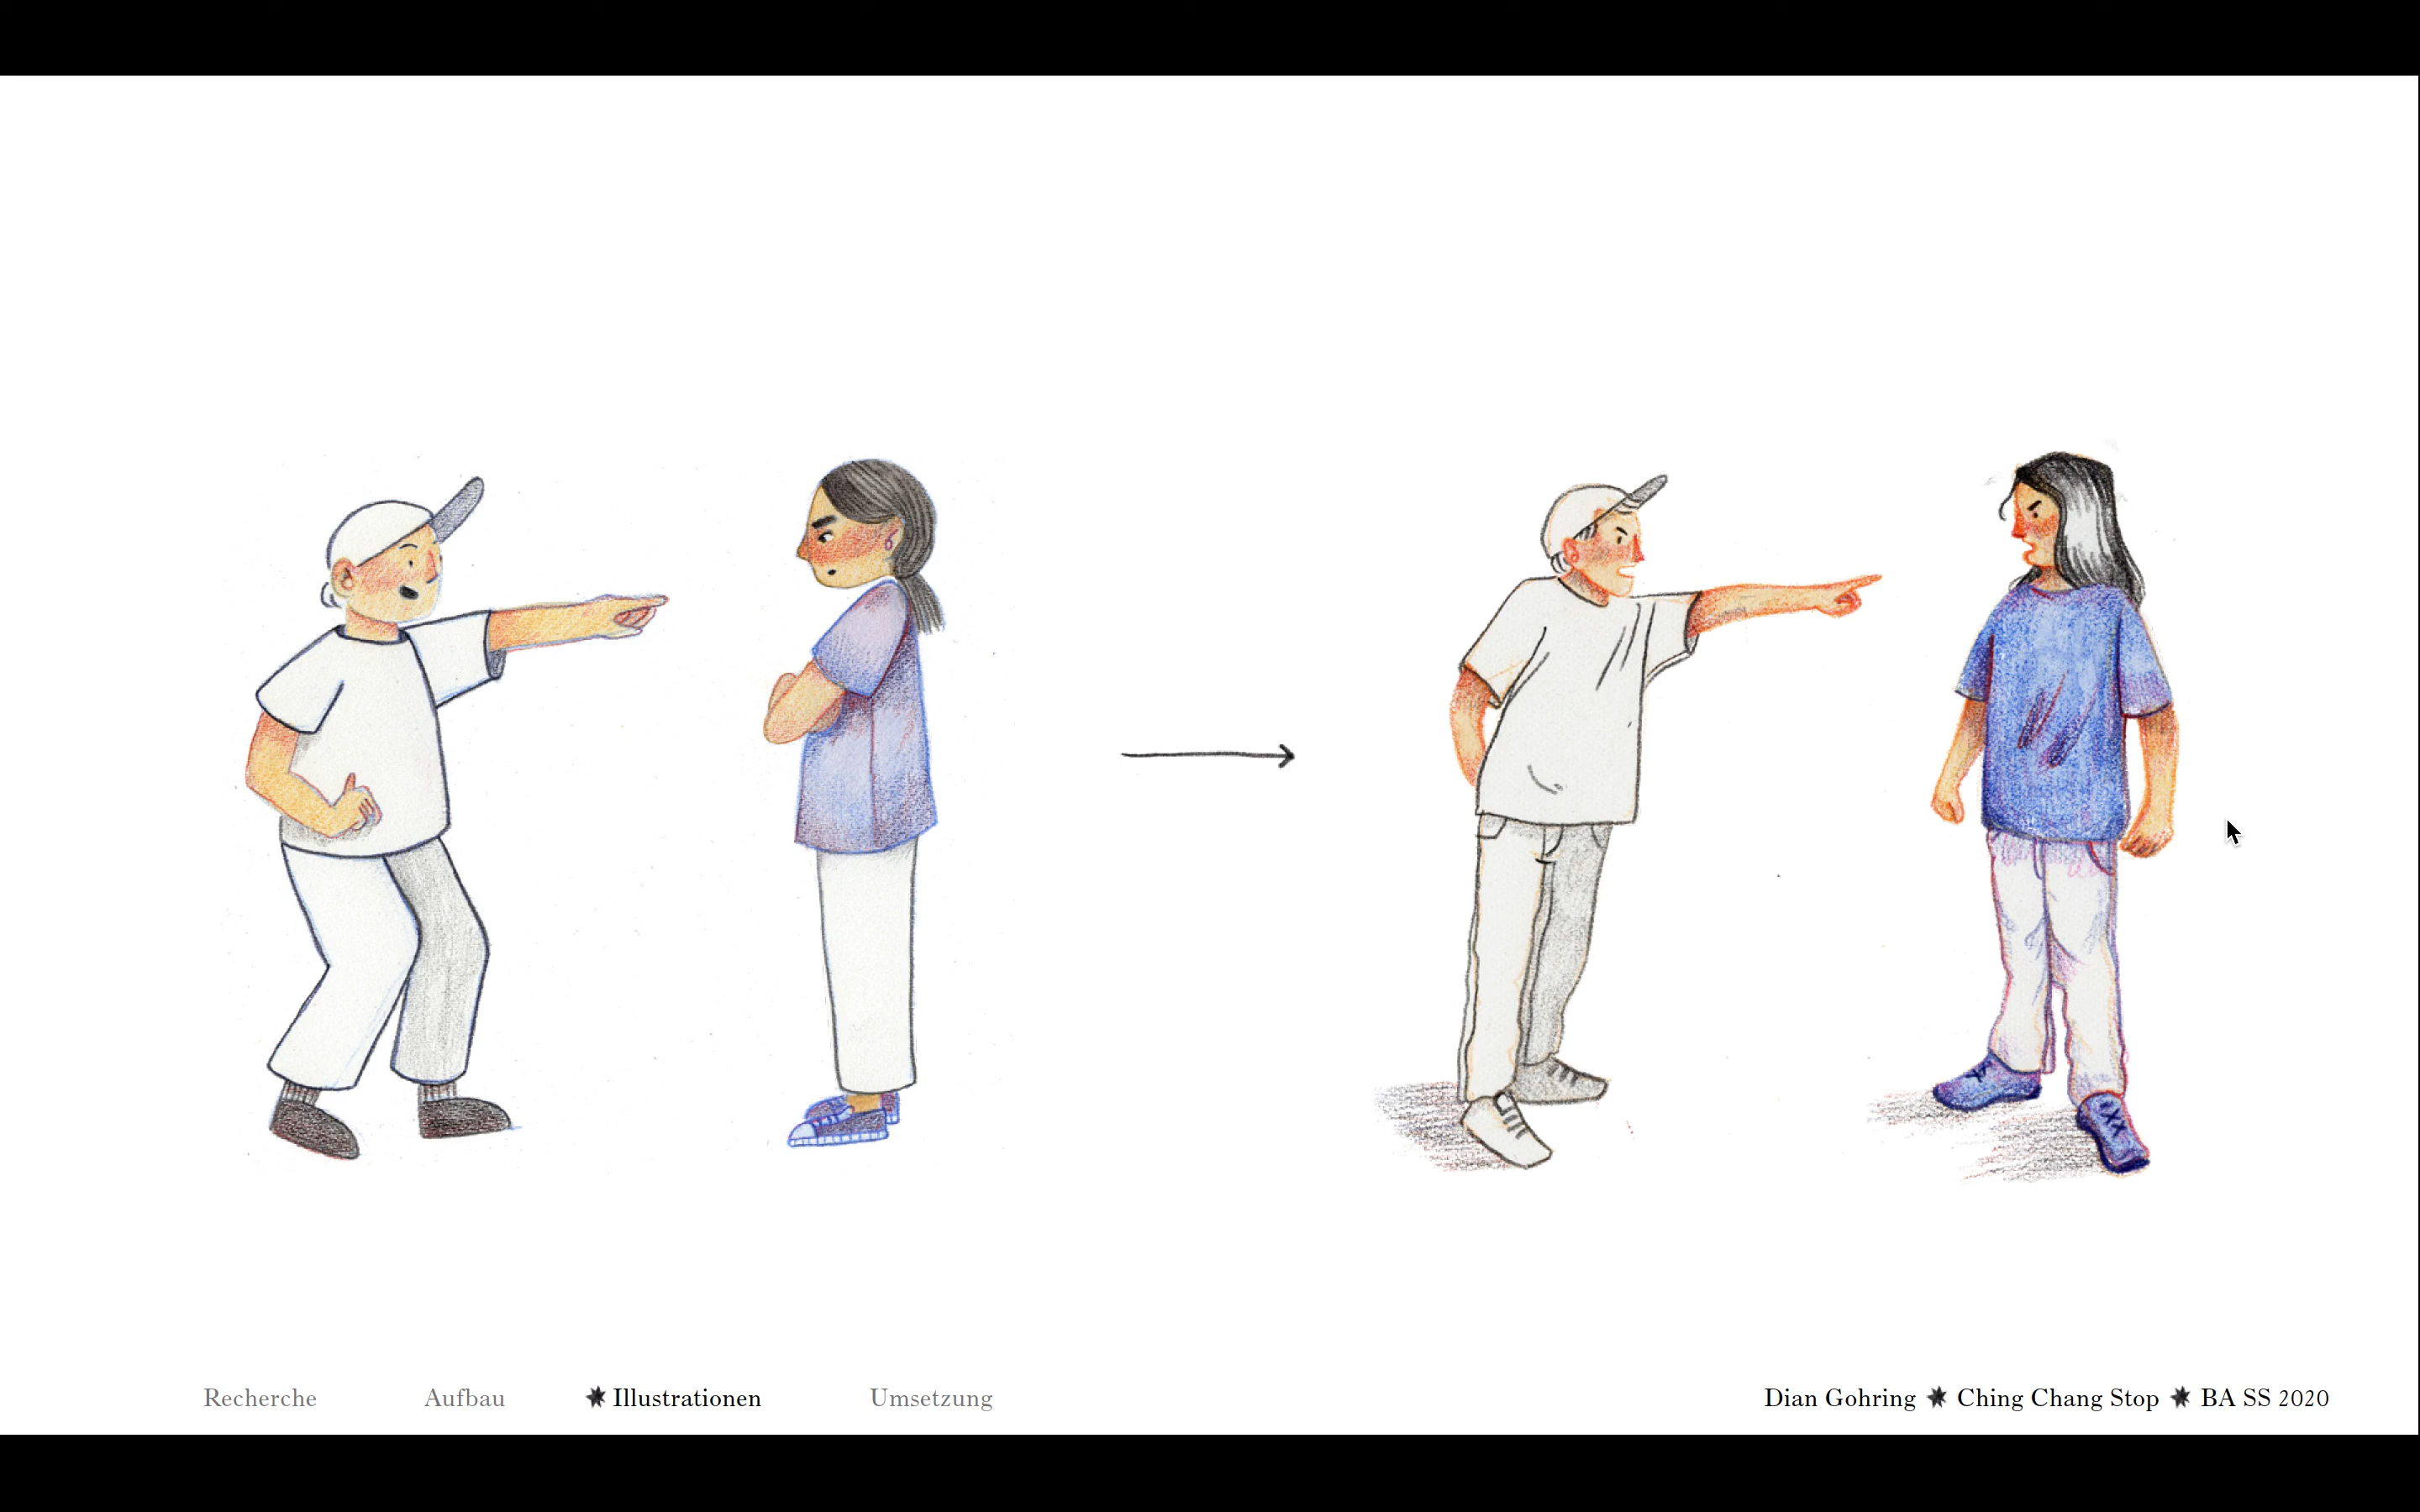 Recherche Aufbau Illustrationen Umsetzung
Dian Gohring ✷ Ching Chang Stop ✷ BA SS 2020